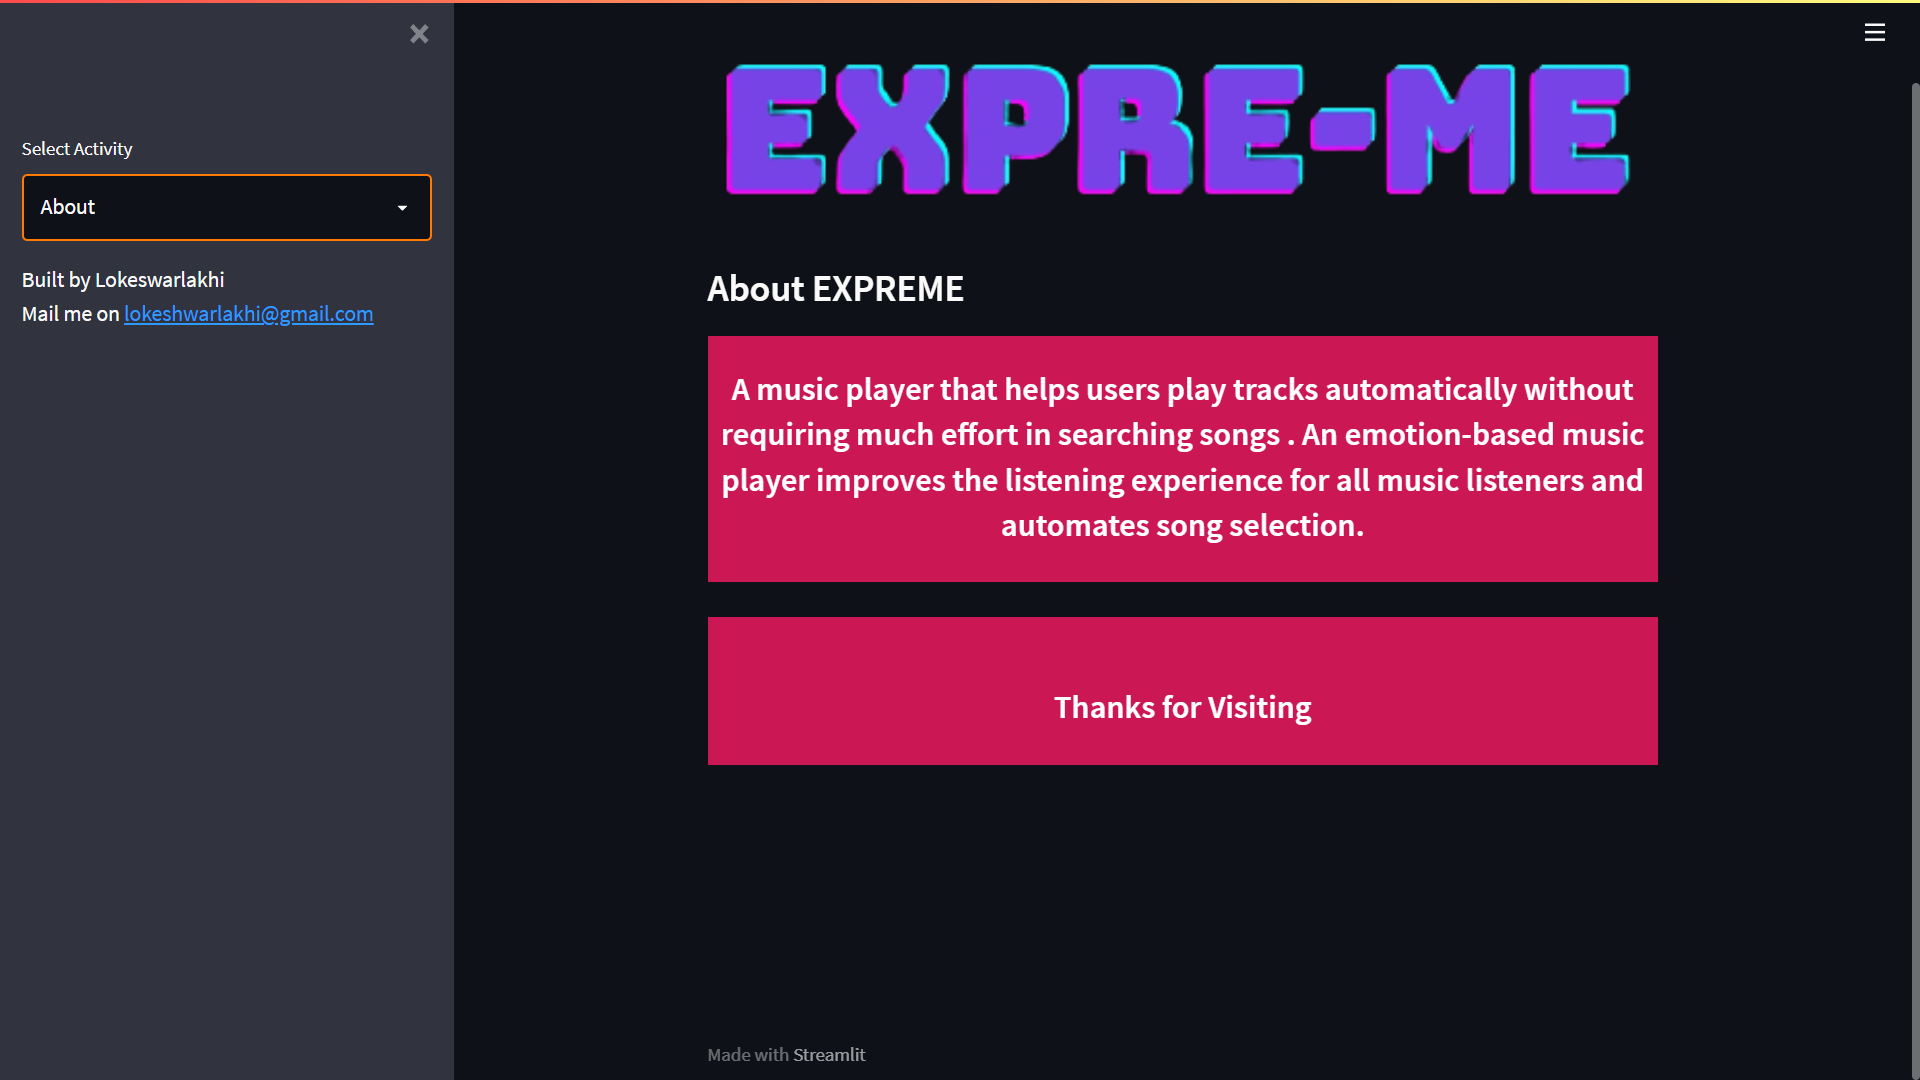 Select Activity
About
Built by Lokeswarlakhi
Mail me on lokeshwarlakhi@gmail.com
EXPRE-ME
About EXPREME
A music player that helps users play tracks automatically without
requiring much effort in searching songs . An emotion-based music
player improves the listening experience for all music listeners and
automates song selection.
Thanks for Visiting
Made with Streamlit